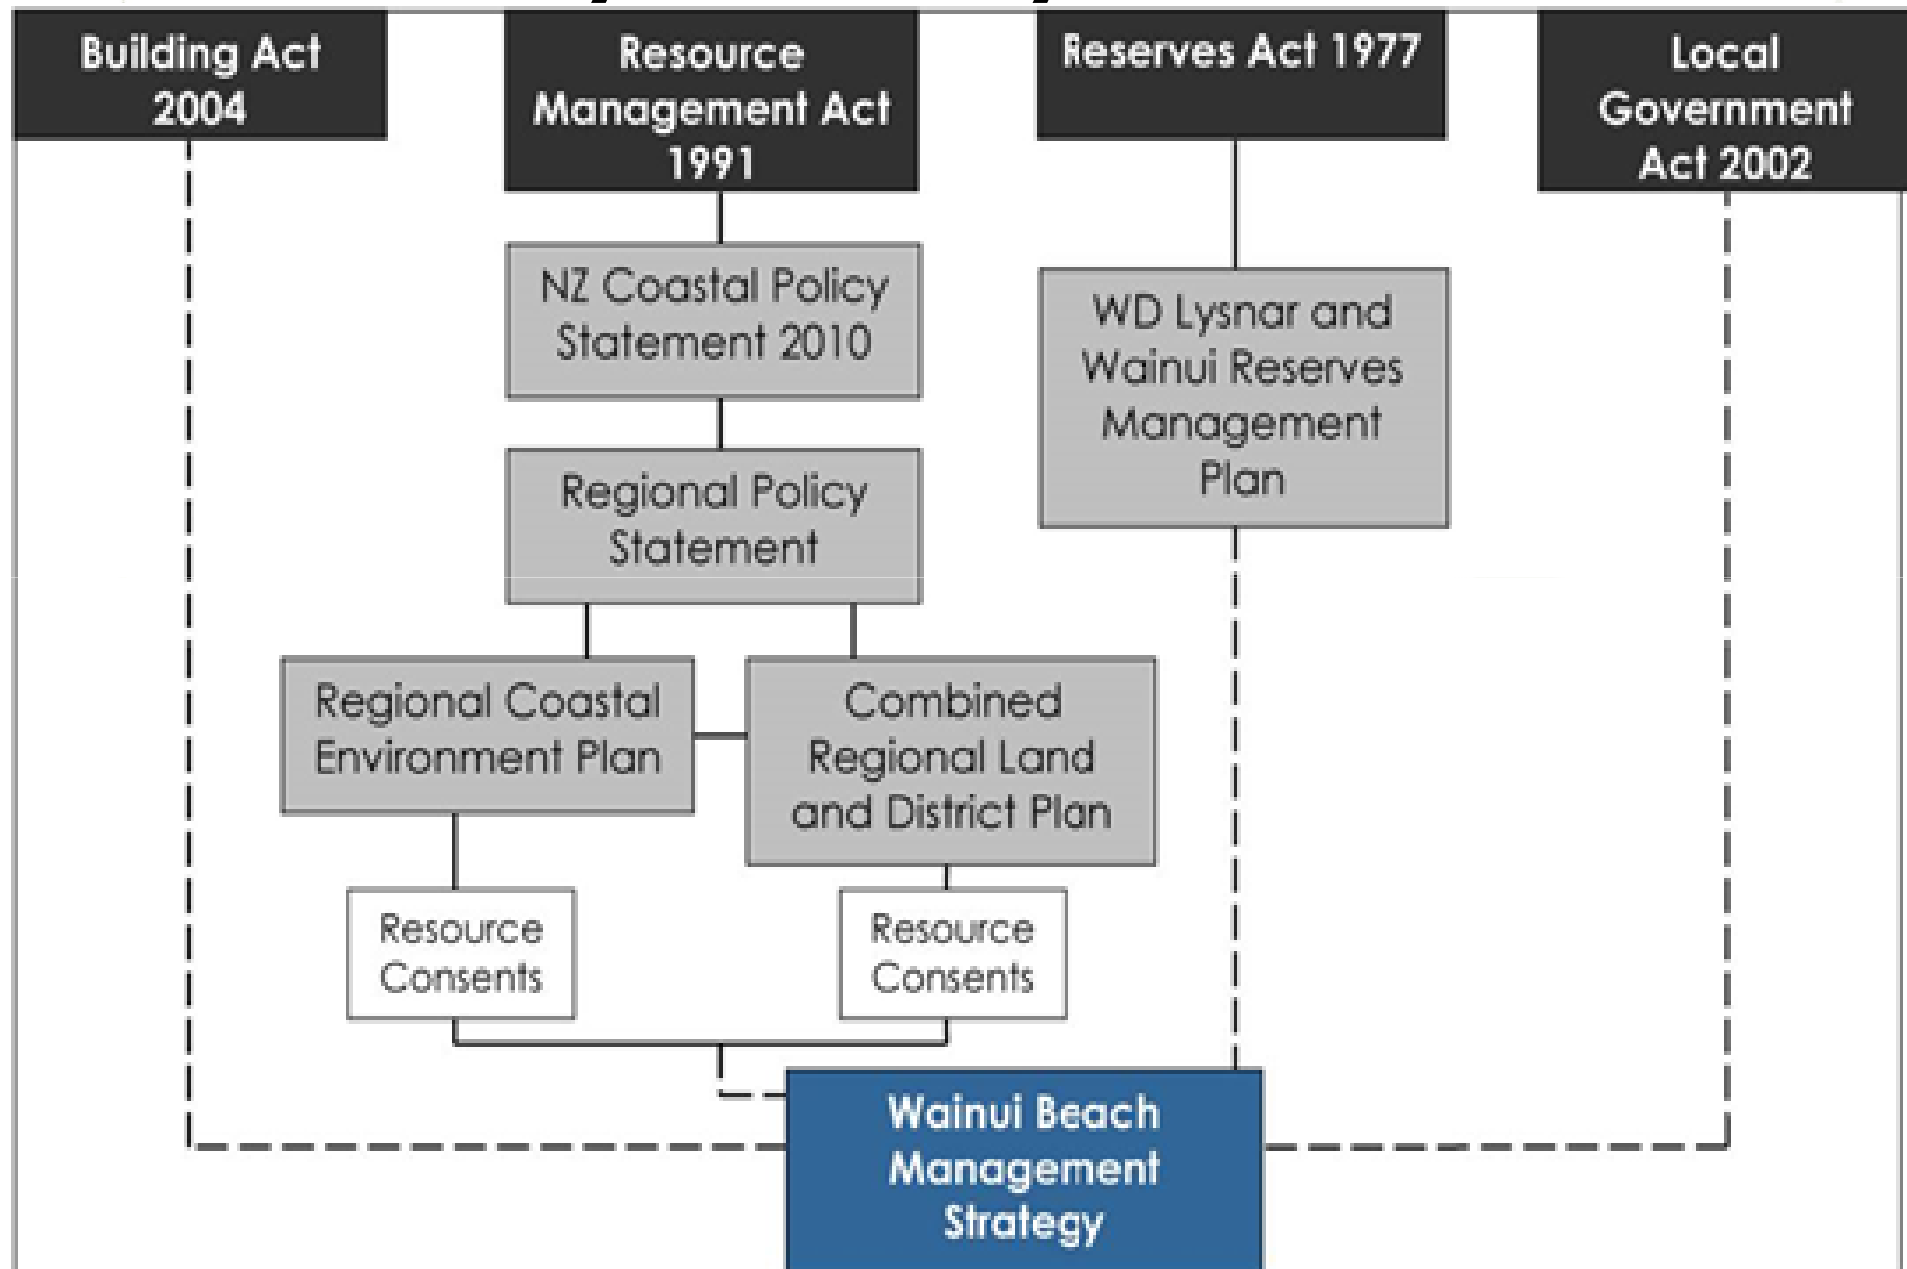 Building Act
2004
Resource
Management Act
1991
Reserves Act 1977
Local
Government
Act 2002
NZ Coastal Policy
Statement 2010
WD Lysnar and
Wainui Reserves
Management
Plan
Regional Policy
Statement
Regional Coastal
Environment Plan
Combined
Regional Land
and District Plan
Resource
Consents
Resource
Consents
Wainui Beach
Management
Strategy